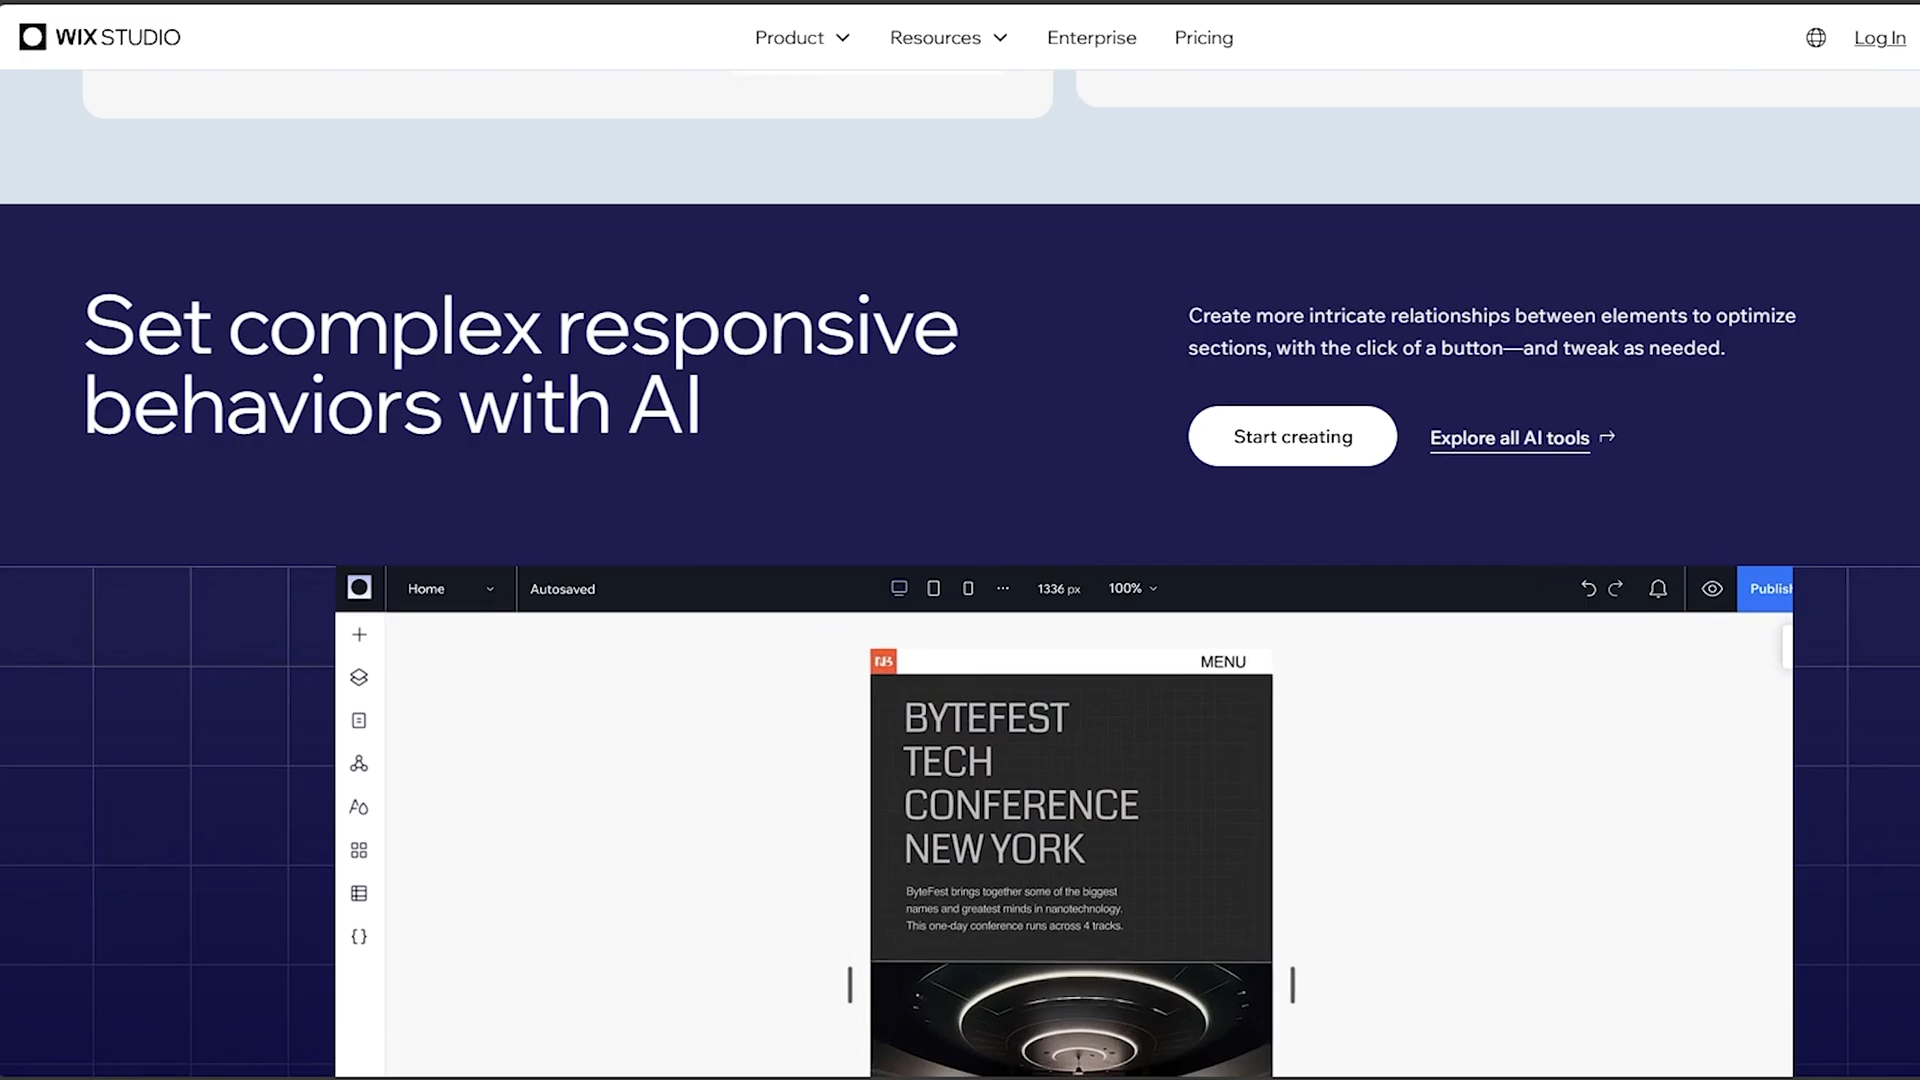 WIX STUDIO
Product
Resources
Enterprise
Pricing
Log In
Set complex responsive
behaviors with AI
Create more intricate relationships between elements to optimize
sections, with the click of a button—and tweak as needed.
Start creating
Explore all AI tools
Home
Autosaved
1336 px
100%
MENU
BYTEFEST
TECH
CONFERENCE
NEW YORK
ByteFest brings together some of the biggest
names and greatest minds in nanotechnology.
This one-day conference runs across 4 tracks.